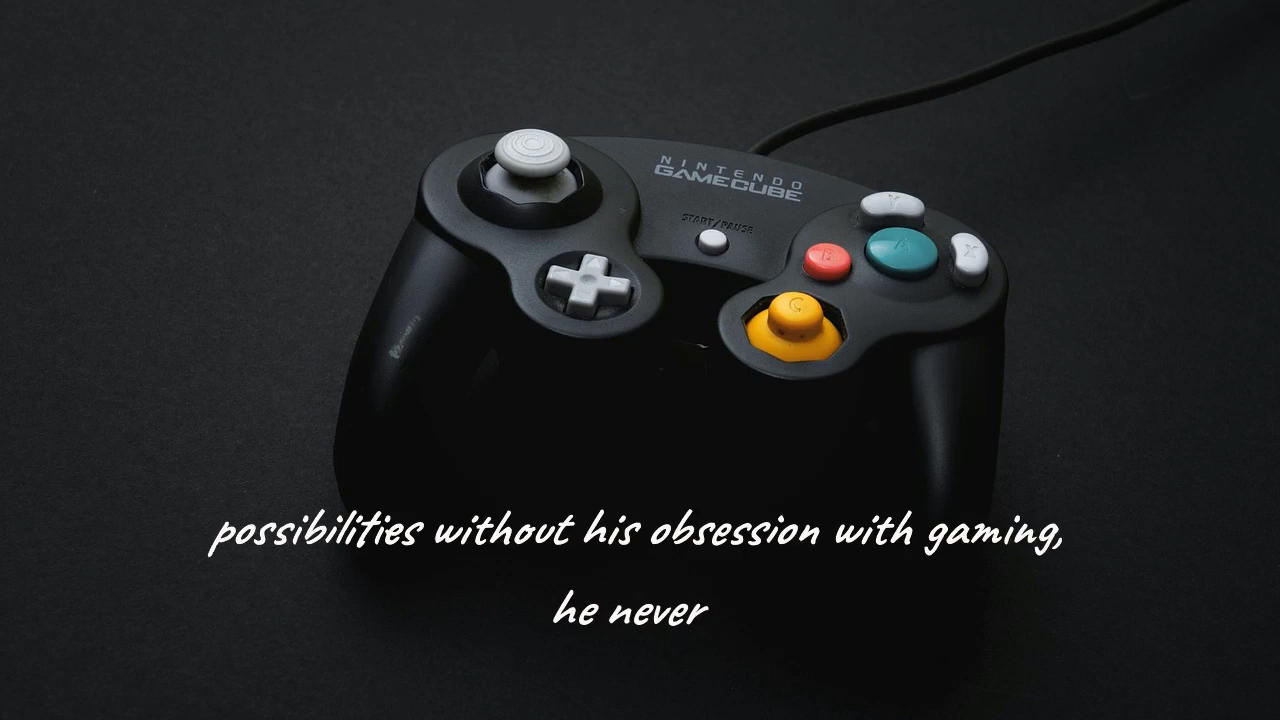 NINTENDO
GAMECUBE
START/PAUSE
Y
B
A
X
C
possibilities without his obsession with gaming,
he never